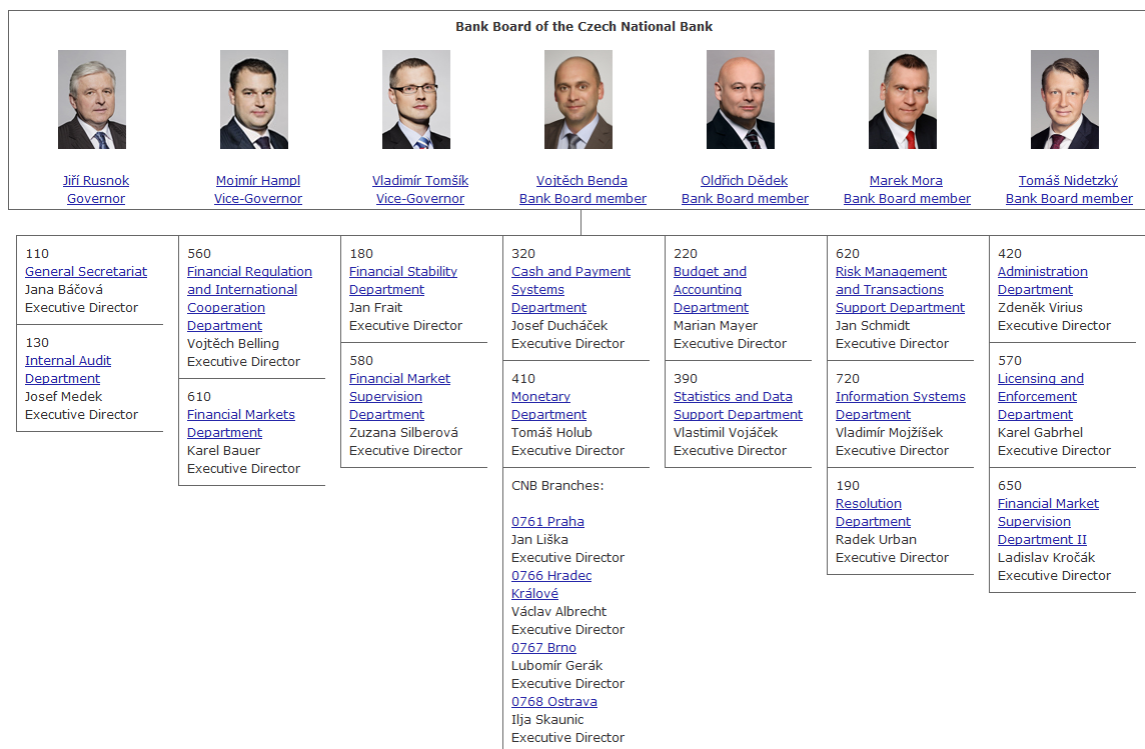 Bank Board of the Czech National Bank
Jiří Rusnok
Governor
Mojmír Hampl
Vice-Governor
Vladimír Tomšík
Vice-Governor
Vojtěch Benda
Bank Board member
Oldřich Dědek
Bank Board member
Marek Mora
Bank Board member
Tomáš Nidetzký
Bank Board member
110
General Secretariat
Jana Báčová
Executive Director
130
Internal Audit
Department
Josef Medek
Executive Director
560
Financial Regulation
and International
Cooperation
Department
Vojtěch Belling
Executive Director
610
Financial Markets
Department
Karel Bauer
Executive Director
180
Financial Stability
Department
Jan Frait
Executive Director
580
Financial Market
Supervision
Department
Zuzana Silberová
Executive Director
320
Cash and Payment
Systems
Department
Josef Ducháček
Executive Director
410
Monetary
Department
Tomáš Holub
Executive Director
CNB Branches:
0761 Praha
Jan Liška
Executive Director
0766 Hradec
Králové
Václav Albrecht
Executive Director
0767 Brno
Lubomír Gerák
Executive Director
0768 Ostrava
Ilja Skaunic
Executive Director
220
Budget and
Accounting
Department
Marian Mayer
Executive Director
390
Statistics and Data
Support Department
Vlastimil Vojáček
Executive Director
620
Risk Management
and Transactions
Support Department
Jan Schmidt
Executive Director
720
Information Systems
Department
Vladimír Mojžíšek
Executive Director
190
Resolution
Department
Radek Urban
Executive Director
420
Administration
Department
Zdeněk Virius
Executive Director
570
Licensing and
Enforcement
Department
Karel Gabrhel
Executive Director
650
Financial Market
Supervision
Department II
Ladislav Kročák
Executive Director